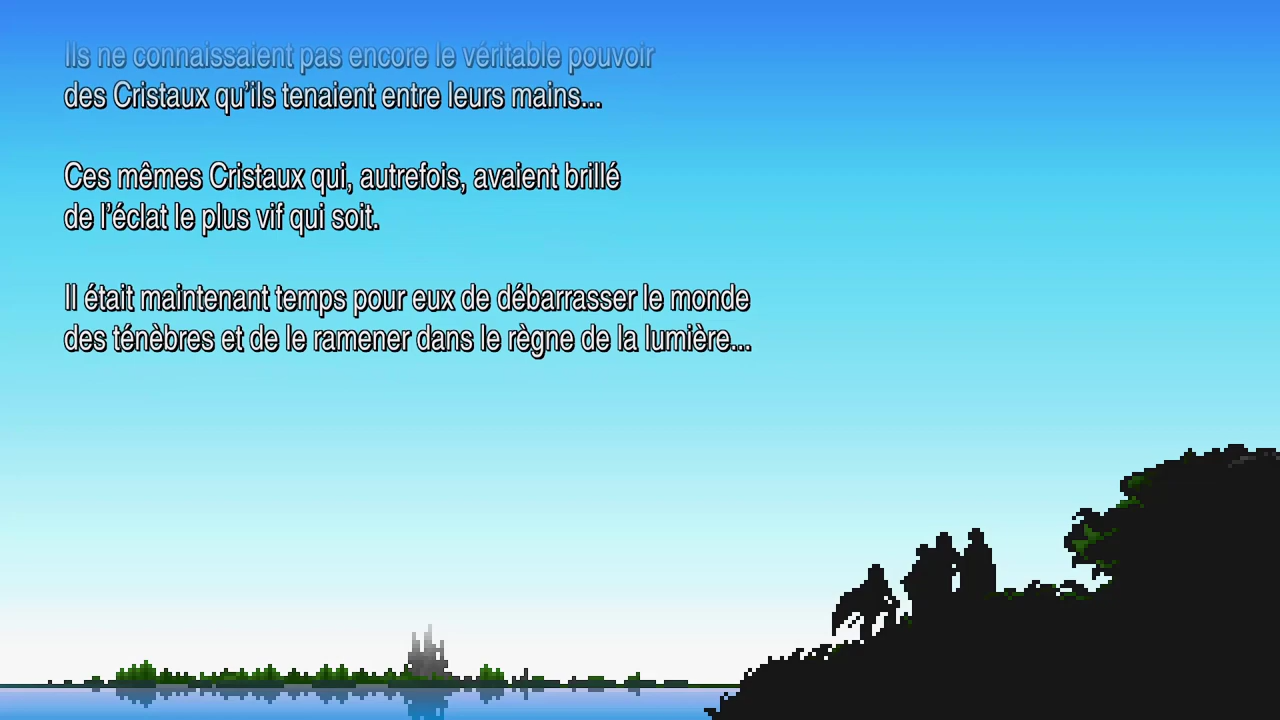 Ils ne connaissaient pas encore le véritable pouvoir
des Cristaux qu'ils tenaient entre leurs mains...
Ces mêmes Cristaux qui, autrefois, avaient brillé
de l'éclat le plus vif qui soit.
Il était maintenant temps pour eux de débarrasser le monde
des ténèbres et de le ramener dans le règne de la lumière...